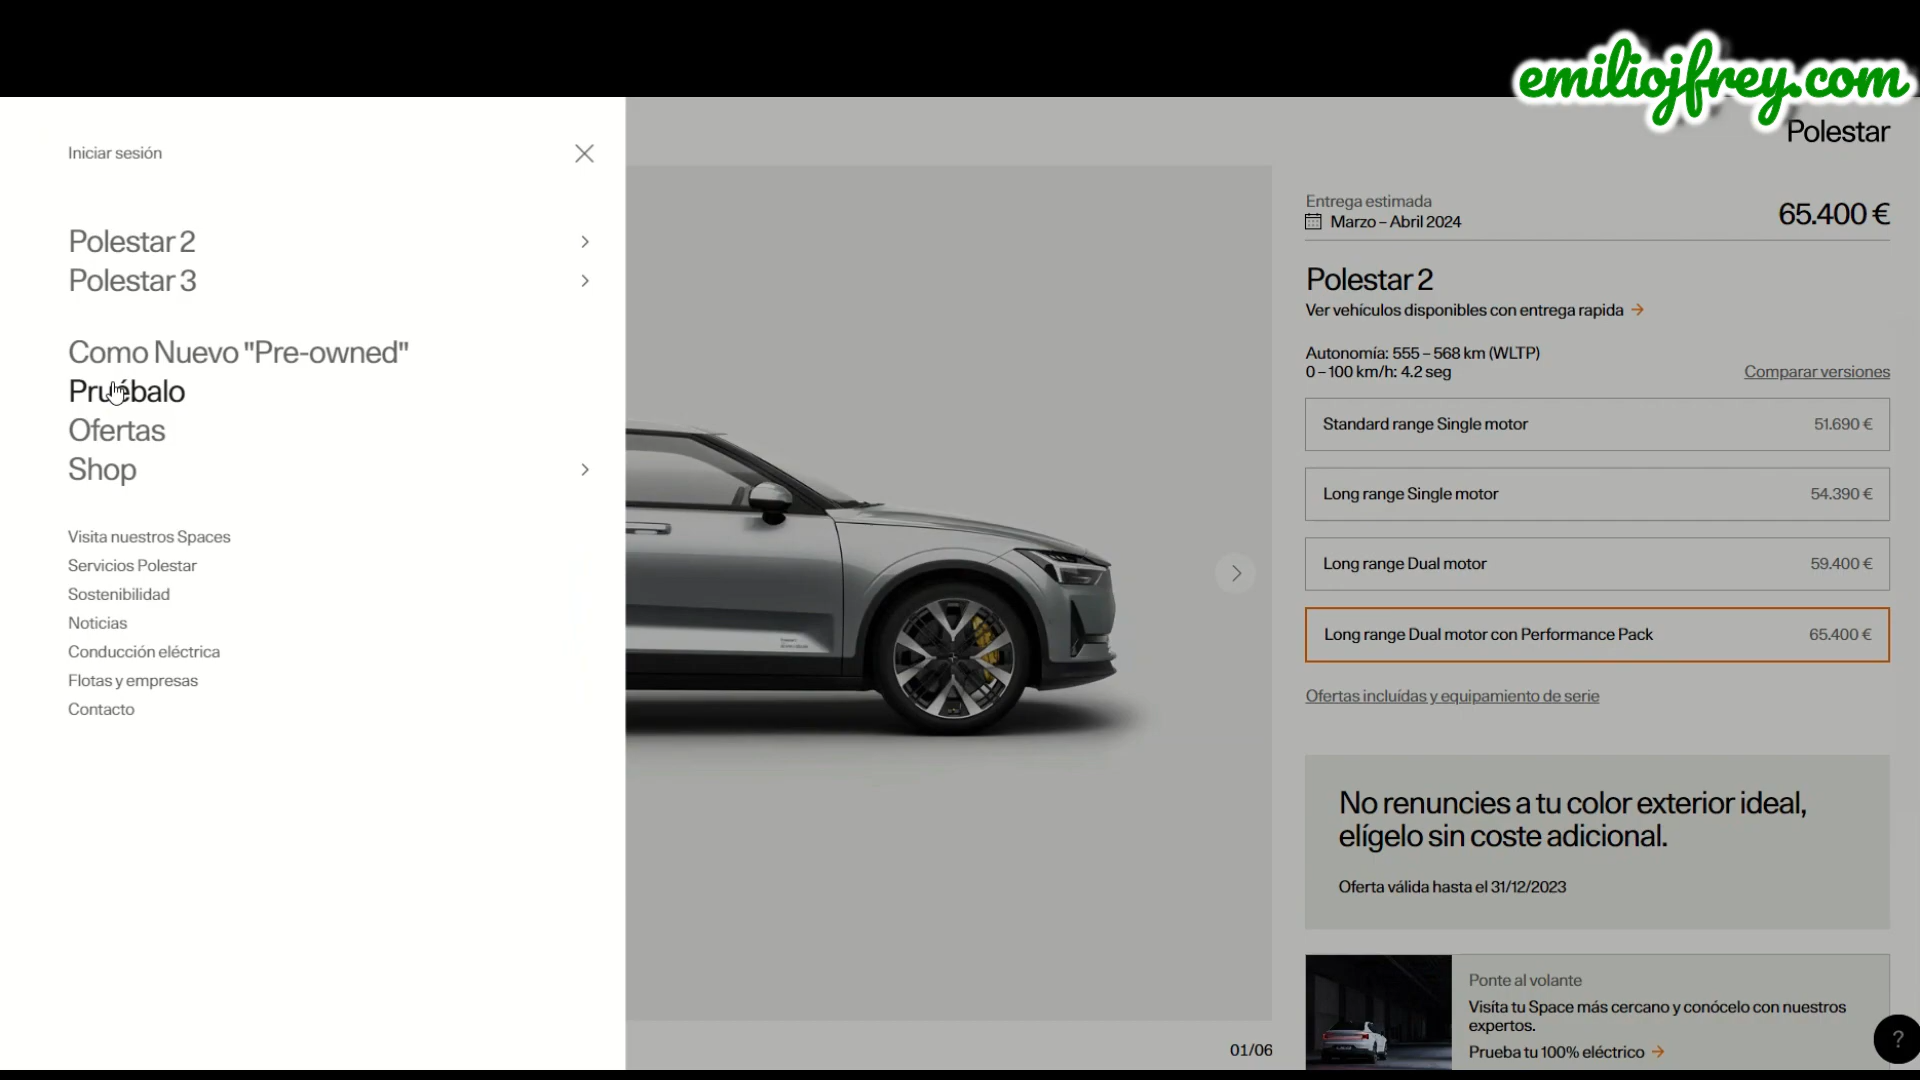 emiliojfrey.com
Iniciar sesión
Polestar 2
Polestar 3
Como Nuevo "Pre-owned"
Pruébalo
Ofertas
Shop
Visita nuestros Spaces
Servicios Polestar
Sostenibilidad
Noticias
Conducción eléctrica
Flotas y empresas
Contacto
01/06
Polestar
Entrega estimada
Marzo – Abril 2024
65.400 €
Polestar 2
Ver vehículos disponibles con entrega rapida
Autonomía: 555 – 568 km (WLTP)
0 – 100 km/h: 4.2 seg
Comparar versiones
Standard range Single motor 51.690 €
Long range Single motor 54.390 €
Long range Dual motor 59.400 €
Long range Dual motor con Performance Pack 65.400 €
Ofertas incluídas y equipamiento de serie
No renuncies a tu color exterior ideal,
elígelo sin coste adicional.
Oferta válida hasta el 31/12/2023
Ponte al volante
Visíta tu Space más cercano y conócelo con nuestros
expertos.
Prueba tu 100% eléctrico
?